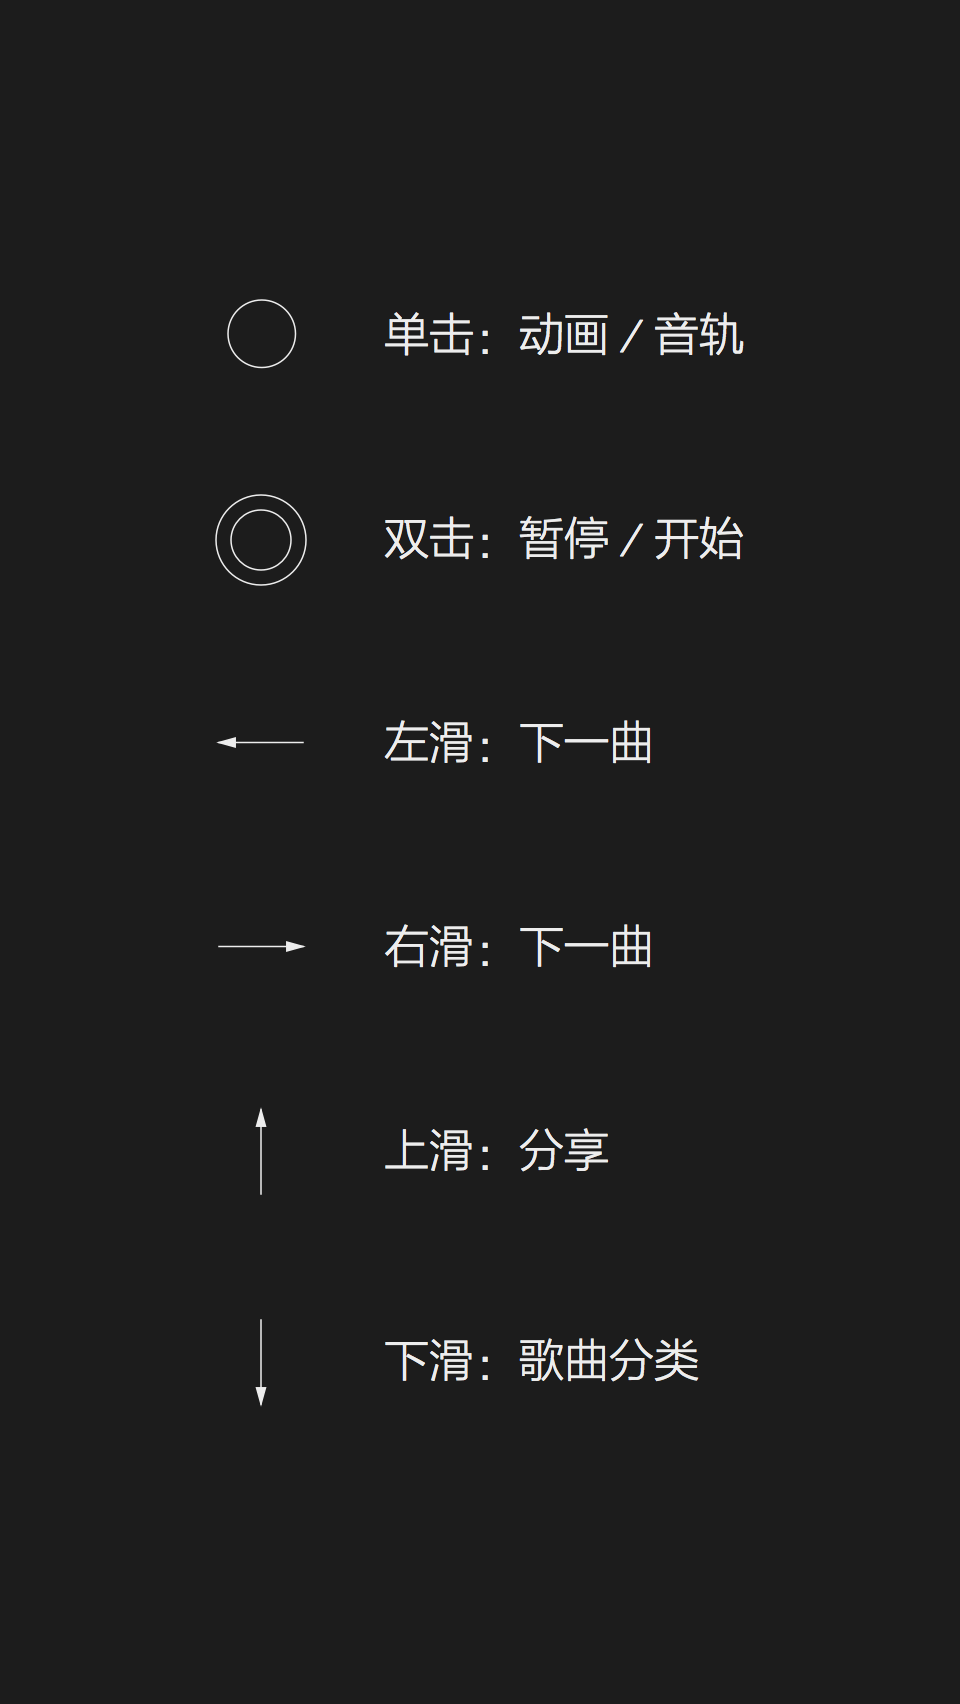 单击：动画 / 音轨
双击：暂停 / 开始
左滑：下一曲
右滑：下一曲
上滑：分享
下滑：歌曲分类